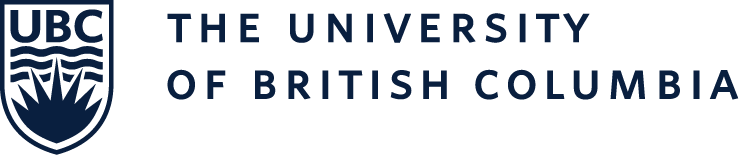 UBC
THE UNIVERSITY
OF BRITISH COLUMBIA